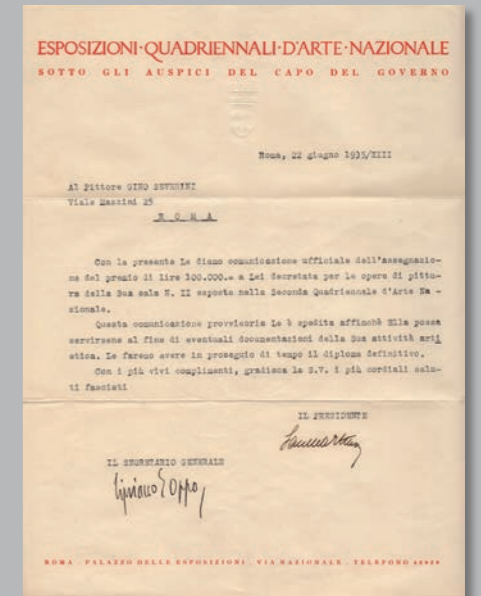 ESPOSIZIONI·QUADRIENNALI·D'ARTE·NAZIONALE
SOTTO GLI AUSPICI DEL CAPO DEL GOVERNO
Roma, 22 giugno 1935/XIII
Al Pittore GINO SEVERINI
Viale Mazzini 25
R O M A
Con la presente Le diamo comunicazione ufficiale dell'assegnazio-
ne del premio di lire 100.000.= a Lei decretata per le opere di pittu-
ra della Sua sala N. II esposte nella Seconda Quadriennale d'Arte Na-
zionale.
Questa comunicazione provvisoria Le è spedita affinchè Ella possa
servirsene al fine di eventuali documentazioni della Sua attività arti
stica. Le faremo avere in prosieguo di tempo il diploma definitivo.
Con i più vivi complimenti, gradisca la S.V. i più cordiali salu-
ti fascisti
IL PRESIDENTE
IL SEGRETARIO GENERALE
Cipriano E Oppo
ROMA · PALAZZO DELLE ESPOSIZIONI · VIA NAZIONALE · TELEFONO